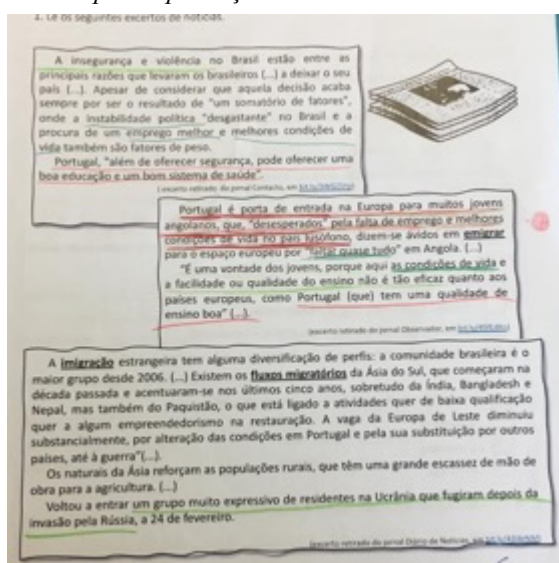 1. Lê os seguintes excertos de notícias.
A insegurança e violência no Brasil estão entre as
principais razões que levaram os brasileiros (...) a deixar o seu
país (...). Apesar de considerar que aquela decisão acaba
sempre por ser o resultado de "um somatório de fatores",
onde a instabilidade política "desgastante" no Brasil e a
procura de um emprego melhor e melhores condições de
vida também são fatores de peso.
Portugal, "além de oferecer segurança, pode oferecer uma
boa educação e um bom sistema de saúde".
(excerto retirado do jornal Contacto, em
Portugal é porta de entrada na Europa para muitos jovens
angolanos, que, "desesperados" pela falta de emprego e melhores
condições de vida no país lusófono, dizem-se ávidos em emigrar
para o espaço europeu por "faltar quase tudo" em Angola. (...)
"É uma vontade dos jovens, porque aqui as condições de vida e
a facilidade ou qualidade do ensino não é tão eficaz quanto aos
países europeus, como Portugal (que) tem uma qualidade de
ensino boa" (...).
(excerto retirado do jornal Observador, em
A imigração estrangeira tem alguma diversificação de perfis: a comunidade brasileira é o
maior grupo desde 2006. (...) Existem os fluxos migratórios da Ásia do Sul, que começaram na
década passada e acentuaram-se nos últimos cinco anos, sobretudo da Índia, Bangladesh e
Nepal, mas também do Paquistão, o que está ligado a atividades quer de baixa qualificação
quer a algum empreendedorismo na restauração. A vaga da Europa de Leste diminuiu
substancialmente, por alteração das condições em Portugal e pela sua substituição por outros
países, até à guerra"(...).
Os naturais da Ásia reforçam as populações rurais, que têm uma grande escassez de mão de
obra para a agricultura. (...)
Voltou a entrar um grupo muito expressivo de residentes na Ucrânia que fugiram depois da
invasão pela Rússia, a 24 de fevereiro.
(excerto retirado do jornal Diário de Notícias, em